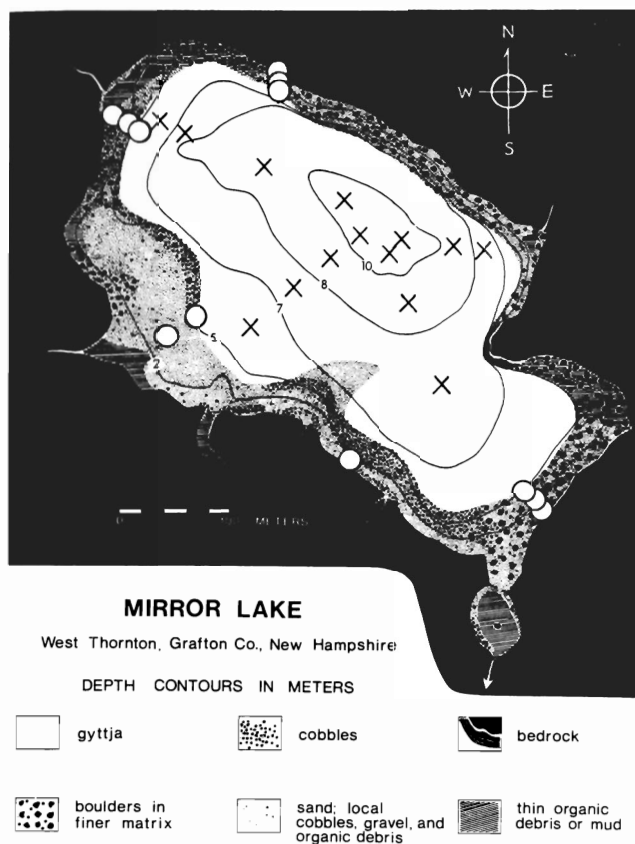 N
W E
S
10
8
7
5
2
0 METERS
MIRROR LAKE
West Thornton, Grafton Co., New Hampshire
DEPTH CONTOURS IN METERS
gyttja
cobbles
bedrock
boulders in
finer matrix
sand; local
cobbles, gravel, and
organic debris
thin organic
debris or mud